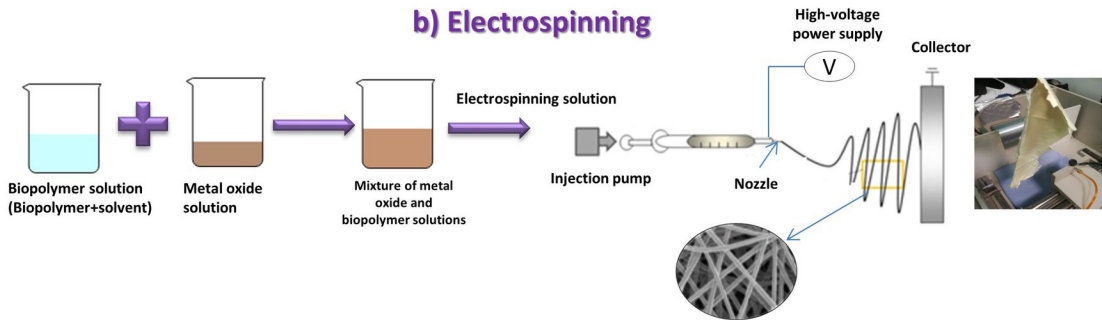 b) Electrospinning
High-voltage
power supply
Collector
V
Electrospinning solution
Biopolymer solution
(Biopolymer+solvent)
Metal oxide
solution
Mixture of metal
oxide and
biopolymer solutions
Injection pump
Nozzle